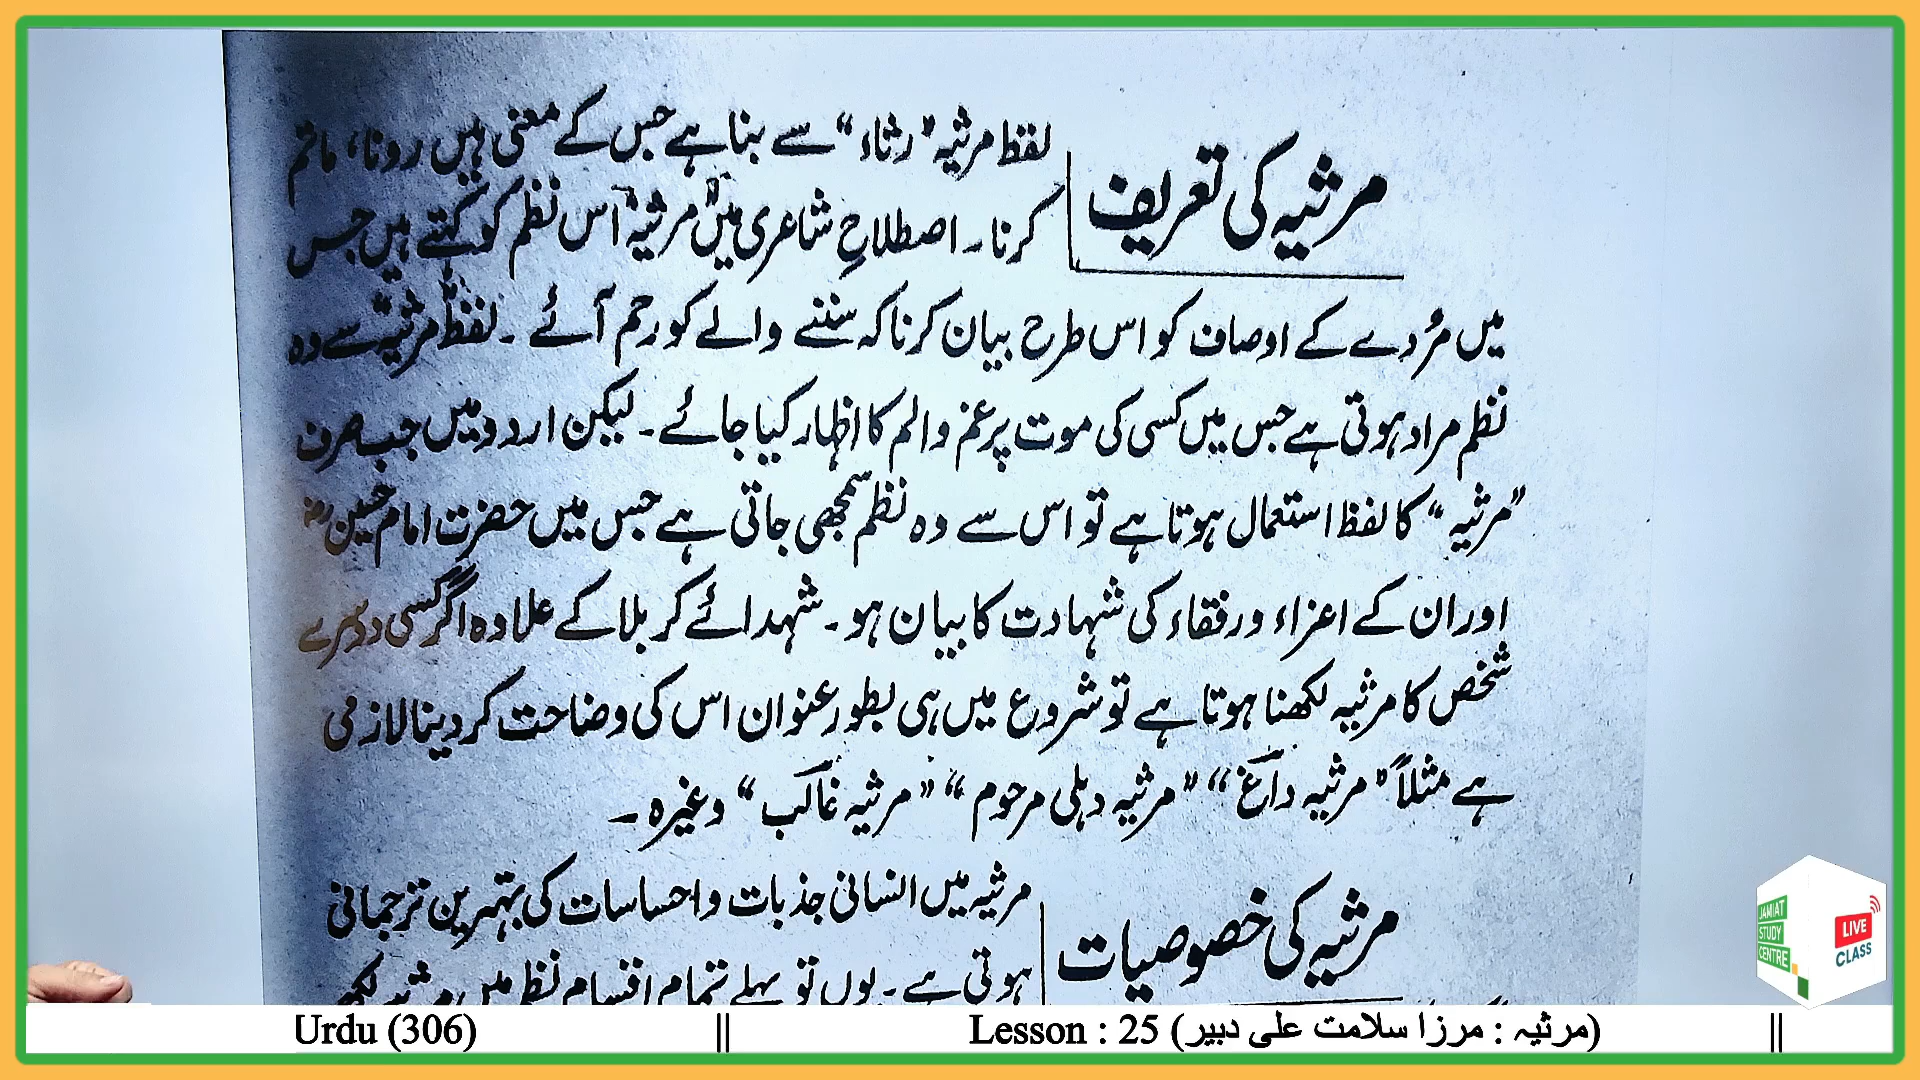 مرثیہ کی تعریف
لفظ مرثیہ "رثاء" سے بنا ہے جس کے معنی ہیں رونا، ماتم
کرنا۔ اصطلاحِ شاعری میں "مرثیہ" اس نظم کو کہتے ہیں جس
میں مُردے کے اوصاف کو اس طرح بیان کرنا کہ سننے والے کو رحم آئے۔ لفظ "مرثیہ" سے وہ
نظم مراد ہوتی ہے جس میں کسی کی موت پر غم والم کا اظہار کیا جائے۔ لیکن اردو میں جب صرف
"مرثیہ" کا لفظ استعمال ہوتا ہے تو اس سے وہ نظم سمجھی جاتی ہے جس میں حضرت امام حسینؓ
اور ان کے اعزاء ورفقاء کی شہادت کا بیان ہو۔ شہدائے کربلا کے علاوہ اگر کسی دوسرے
شخص کا مرثیہ لکھنا ہوتا ہے تو شروع میں ہی بطور عنوان اس کی وضاحت کر دینا لازمی
ہے مثلاً "مرثیہ داغؔ" "مرثیہ دہلی مرحوم" "مرثیہ غالبؔ" وغیرہ۔
مرثیہ کی خصوصیات
مرثیہ میں انسانی جذبات و احساسات کی بہترین ترجمانی
ہوتی ہے۔ یوں تو پہلے تمام اقسام نظم میں مرثیے لکھے
JAMIAT
STUDY
CENTRE
LIVE
CLASS
Urdu (306) || Lesson : 25 (مرثیہ : مرزا سلامت علی دبیر) ||